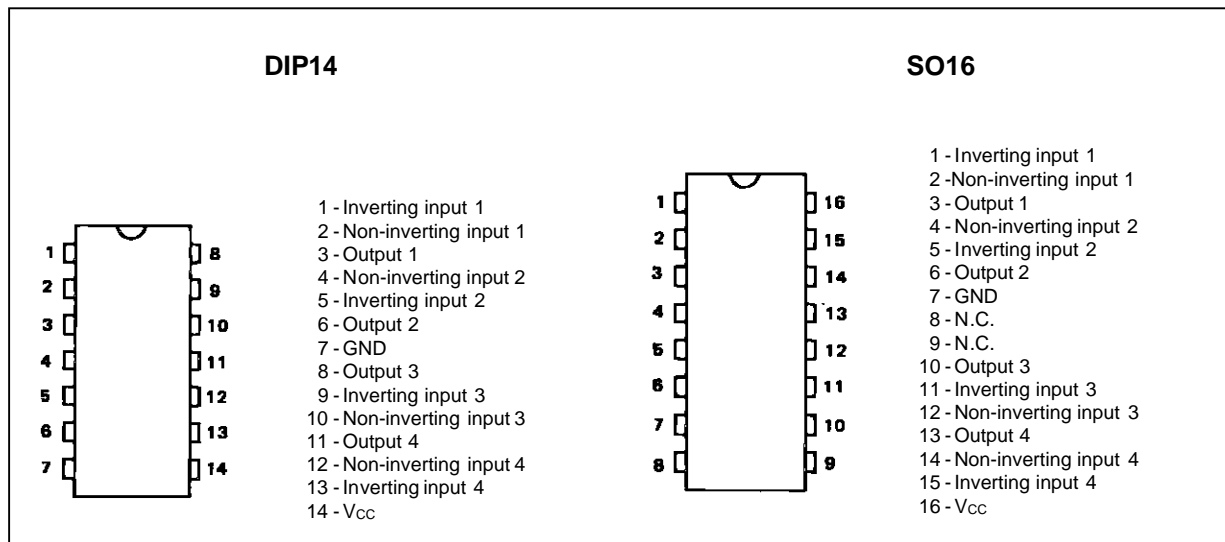 DIP14
1 8
2 9
3 10
4 11
5 12
6 13
7 14
1 - Inverting input 1
2 - Non-inverting input 1
3 - Output 1
4 - Non-inverting input 2
5 - Inverting input 2
6 - Output 2
7 - GND
8 - Output 3
9 - Inverting input 3
10 - Non-inverting input 3
11 - Output 4
12 - Non-inverting input 4
13 - Inverting input 4
14 - VCC
SO16
1 16
2 15
3 14
4 13
5 12
6 11
7 10
8 9
1 - Inverting input 1
2 -Non-inverting input 1
3 - Output 1
4 - Non-inverting input 2
5 - Inverting input 2
6 - Output 2
7 - GND
8 - N.C.
9 - N.C.
10 - Output 3
11 - Inverting input 3
12 - Non-inverting input 3
13 - Output 4
14 - Non-inverting input 4
15 - Inverting input 4
16 - VCC